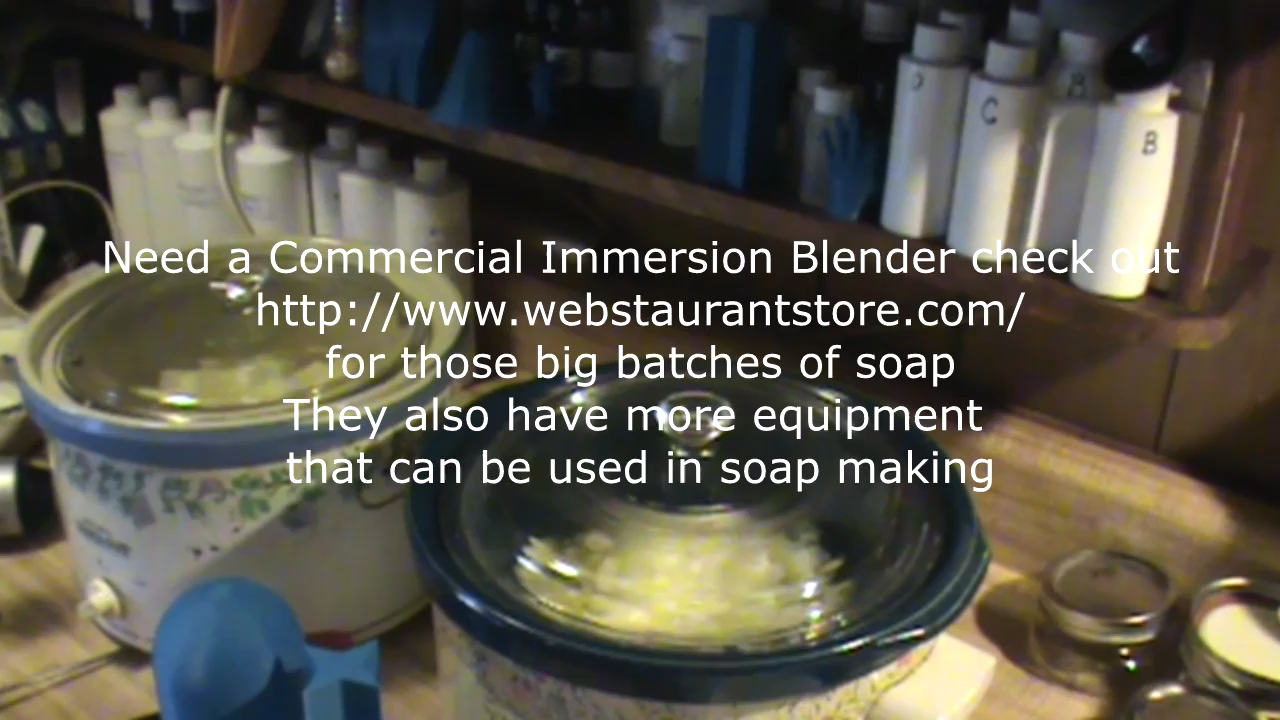 Need a Commercial Immersion Blender check out
http://www.webstaurantstore.com/
for those big batches of soap
They also have more equipment
that can be used in soap making
D
C
B
B